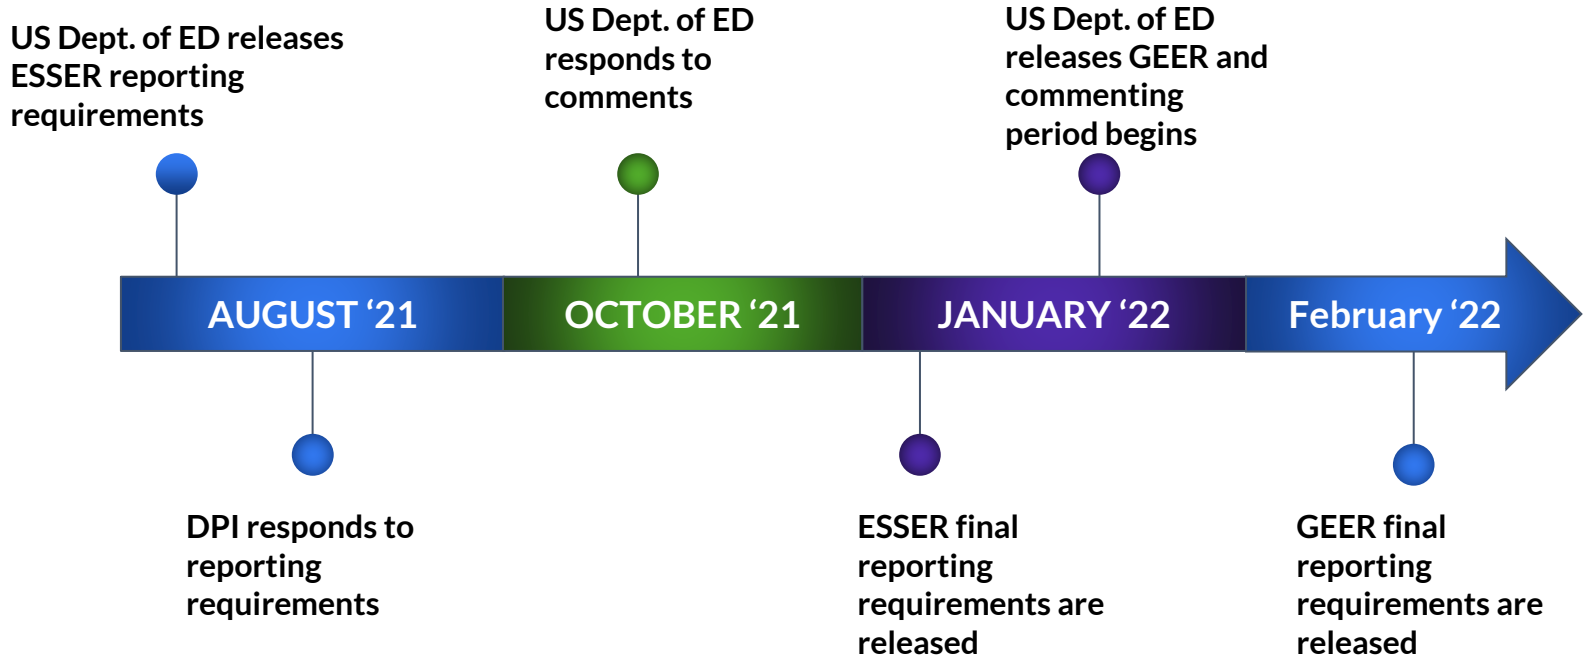 US Dept. of ED releases
ESSER reporting
requirements
US Dept. of ED
responds to
comments
US Dept. of ED
releases GEER and
commenting
period begins
AUGUST ‘21
OCTOBER ‘21
JANUARY ‘22
February ‘22
DPI responds to
reporting
requirements
ESSER final
reporting
requirements are
released
GEER final
reporting
requirements are
released